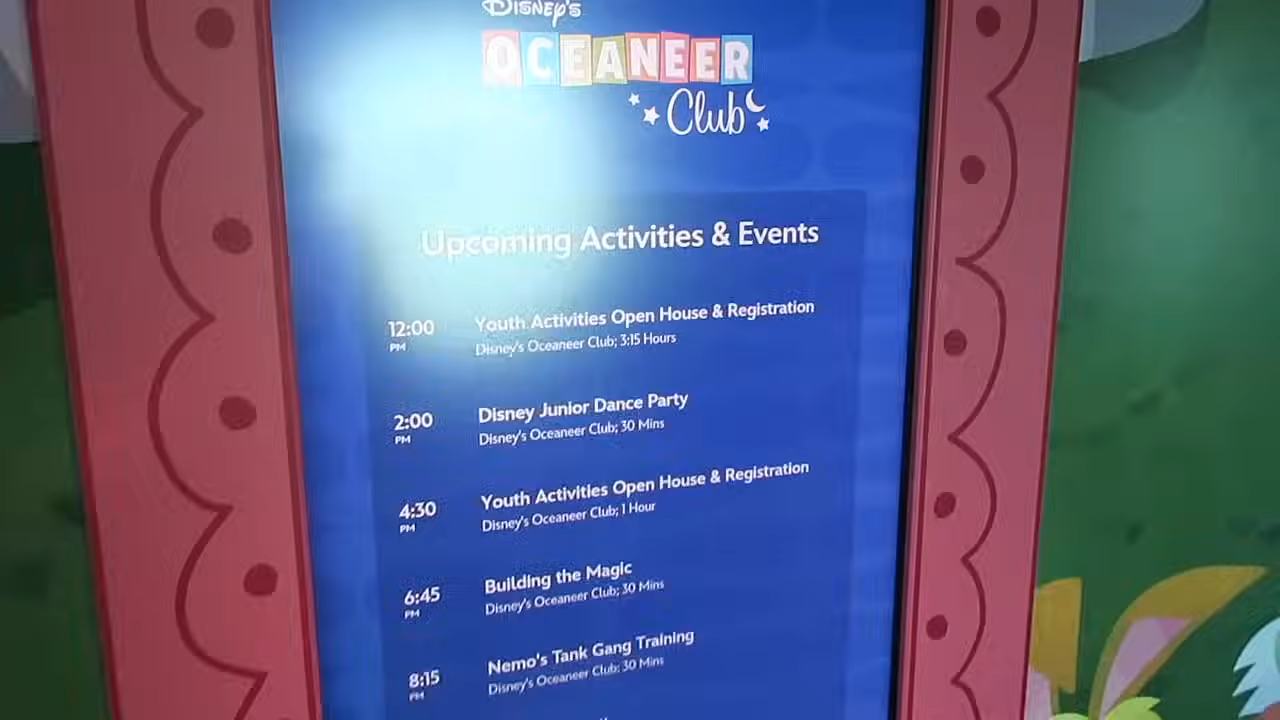 Disney's
OCEANEER
Club
Upcoming Activities & Events
12:00
PM
Youth Activities Open House & Registration
Disney's Oceaneer Club; 3:15 Hours
2:00
PM
Disney Junior Dance Party
Disney's Oceaneer Club; 30 Mins
4:30
PM
Youth Activities Open House & Registration
Disney's Oceaneer Club; 1 Hour
6:45
PM
Building the Magic
Disney's Oceaneer Club; 30 Mins
8:15
PM
Nemo's Tank Gang Training
Disney's Oceaneer Club; 30 Mins